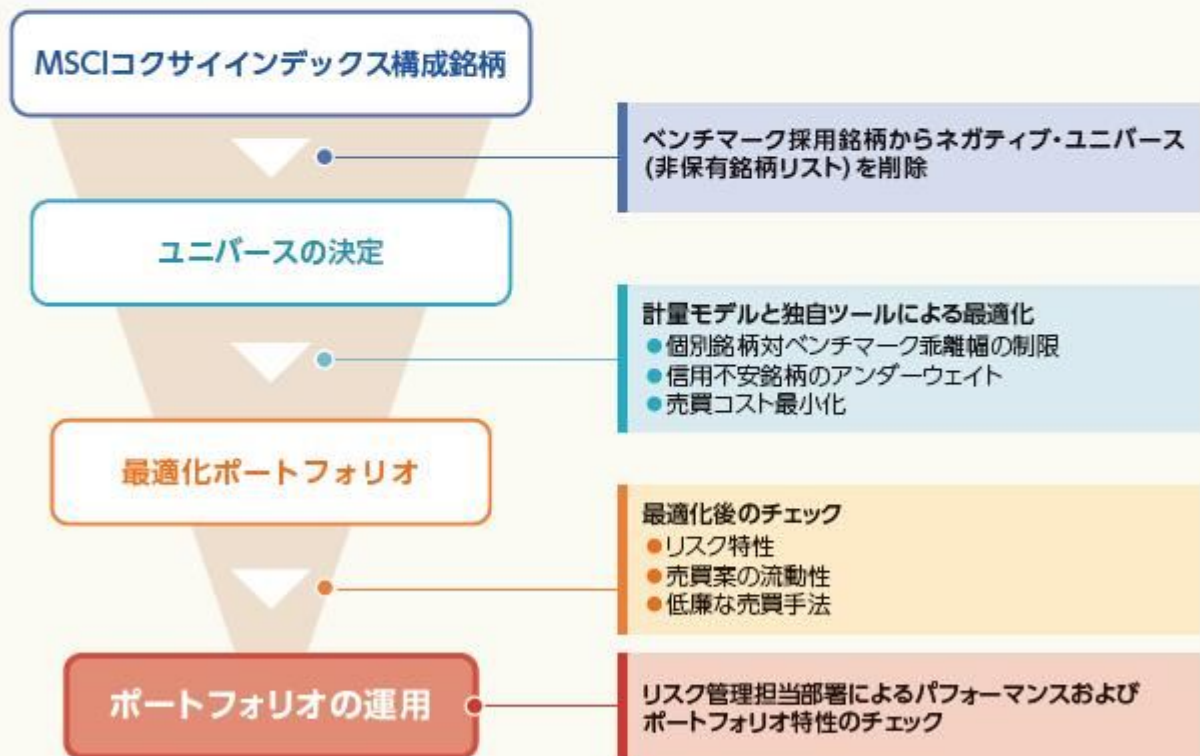 MSCIコクサイインデックス構成銘柄
ベンチマーク採用銘柄からネガティブ・ユニバース
(非保有銘柄リスト)を削除
ユニバースの決定
計量モデルと独自ツールによる最適化
●個別銘柄対ベンチマーク乖離幅の制限
●信用不安銘柄のアンダーウェイト
●売買コスト最小化
最適化ポートフォリオ
最適化後のチェック
●リスク特性
●売買案の流動性
●低廉な売買手法
ポートフォリオの運用
リスク管理担当部署によるパフォーマンスおよび
ポートフォリオ特性のチェック